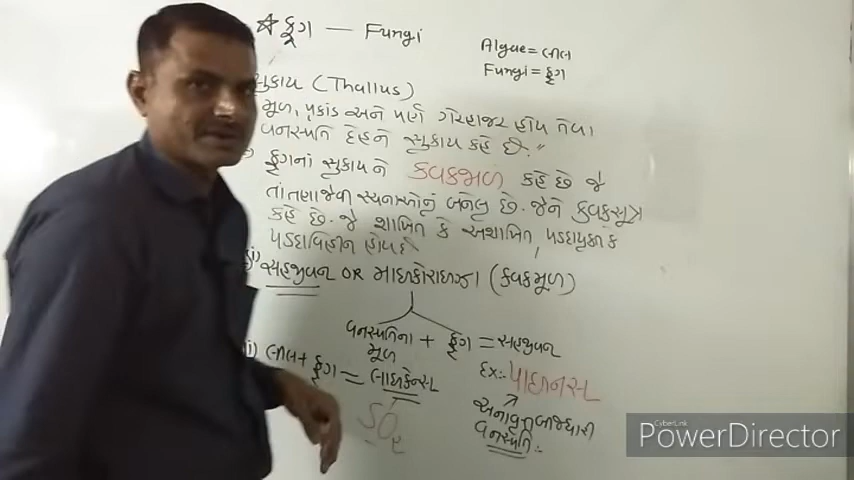 ☆ ફૂગ — Fungi
Algae = લીલ
Fungi = ફૂગ
સુકાય (Thallus)
મૂળ, પ્રકાંડ અને પર્ણ ગેરહાજર હોય તેવા
વનસ્પતિ દેહને સુકાય કહે છે."
ફૂગનાં સુકાય ને કવકજાળ કહે છે જે
તાંતણાજેવી રચનાઓનું બનેલુ છે. જેને કવકસૂત્ર
કહે છે. જે શાખિત કે અશાખિત, પડદાયુક્ત કે
પડદાવિહીન હોય છે
i) સહજીવન OR માઇકોરાઇઝા (કવકમૂળ)
વનસ્પતિના મૂળ + ફૂગ = સહજીવન
i) લીલ + ફૂગ = લાઇકેન્સ
Ex:- પાઇનસ
SO₂
અનાવૃત બીજધારી
વનસ્પતિ:-
CyberLink
PowerDirector